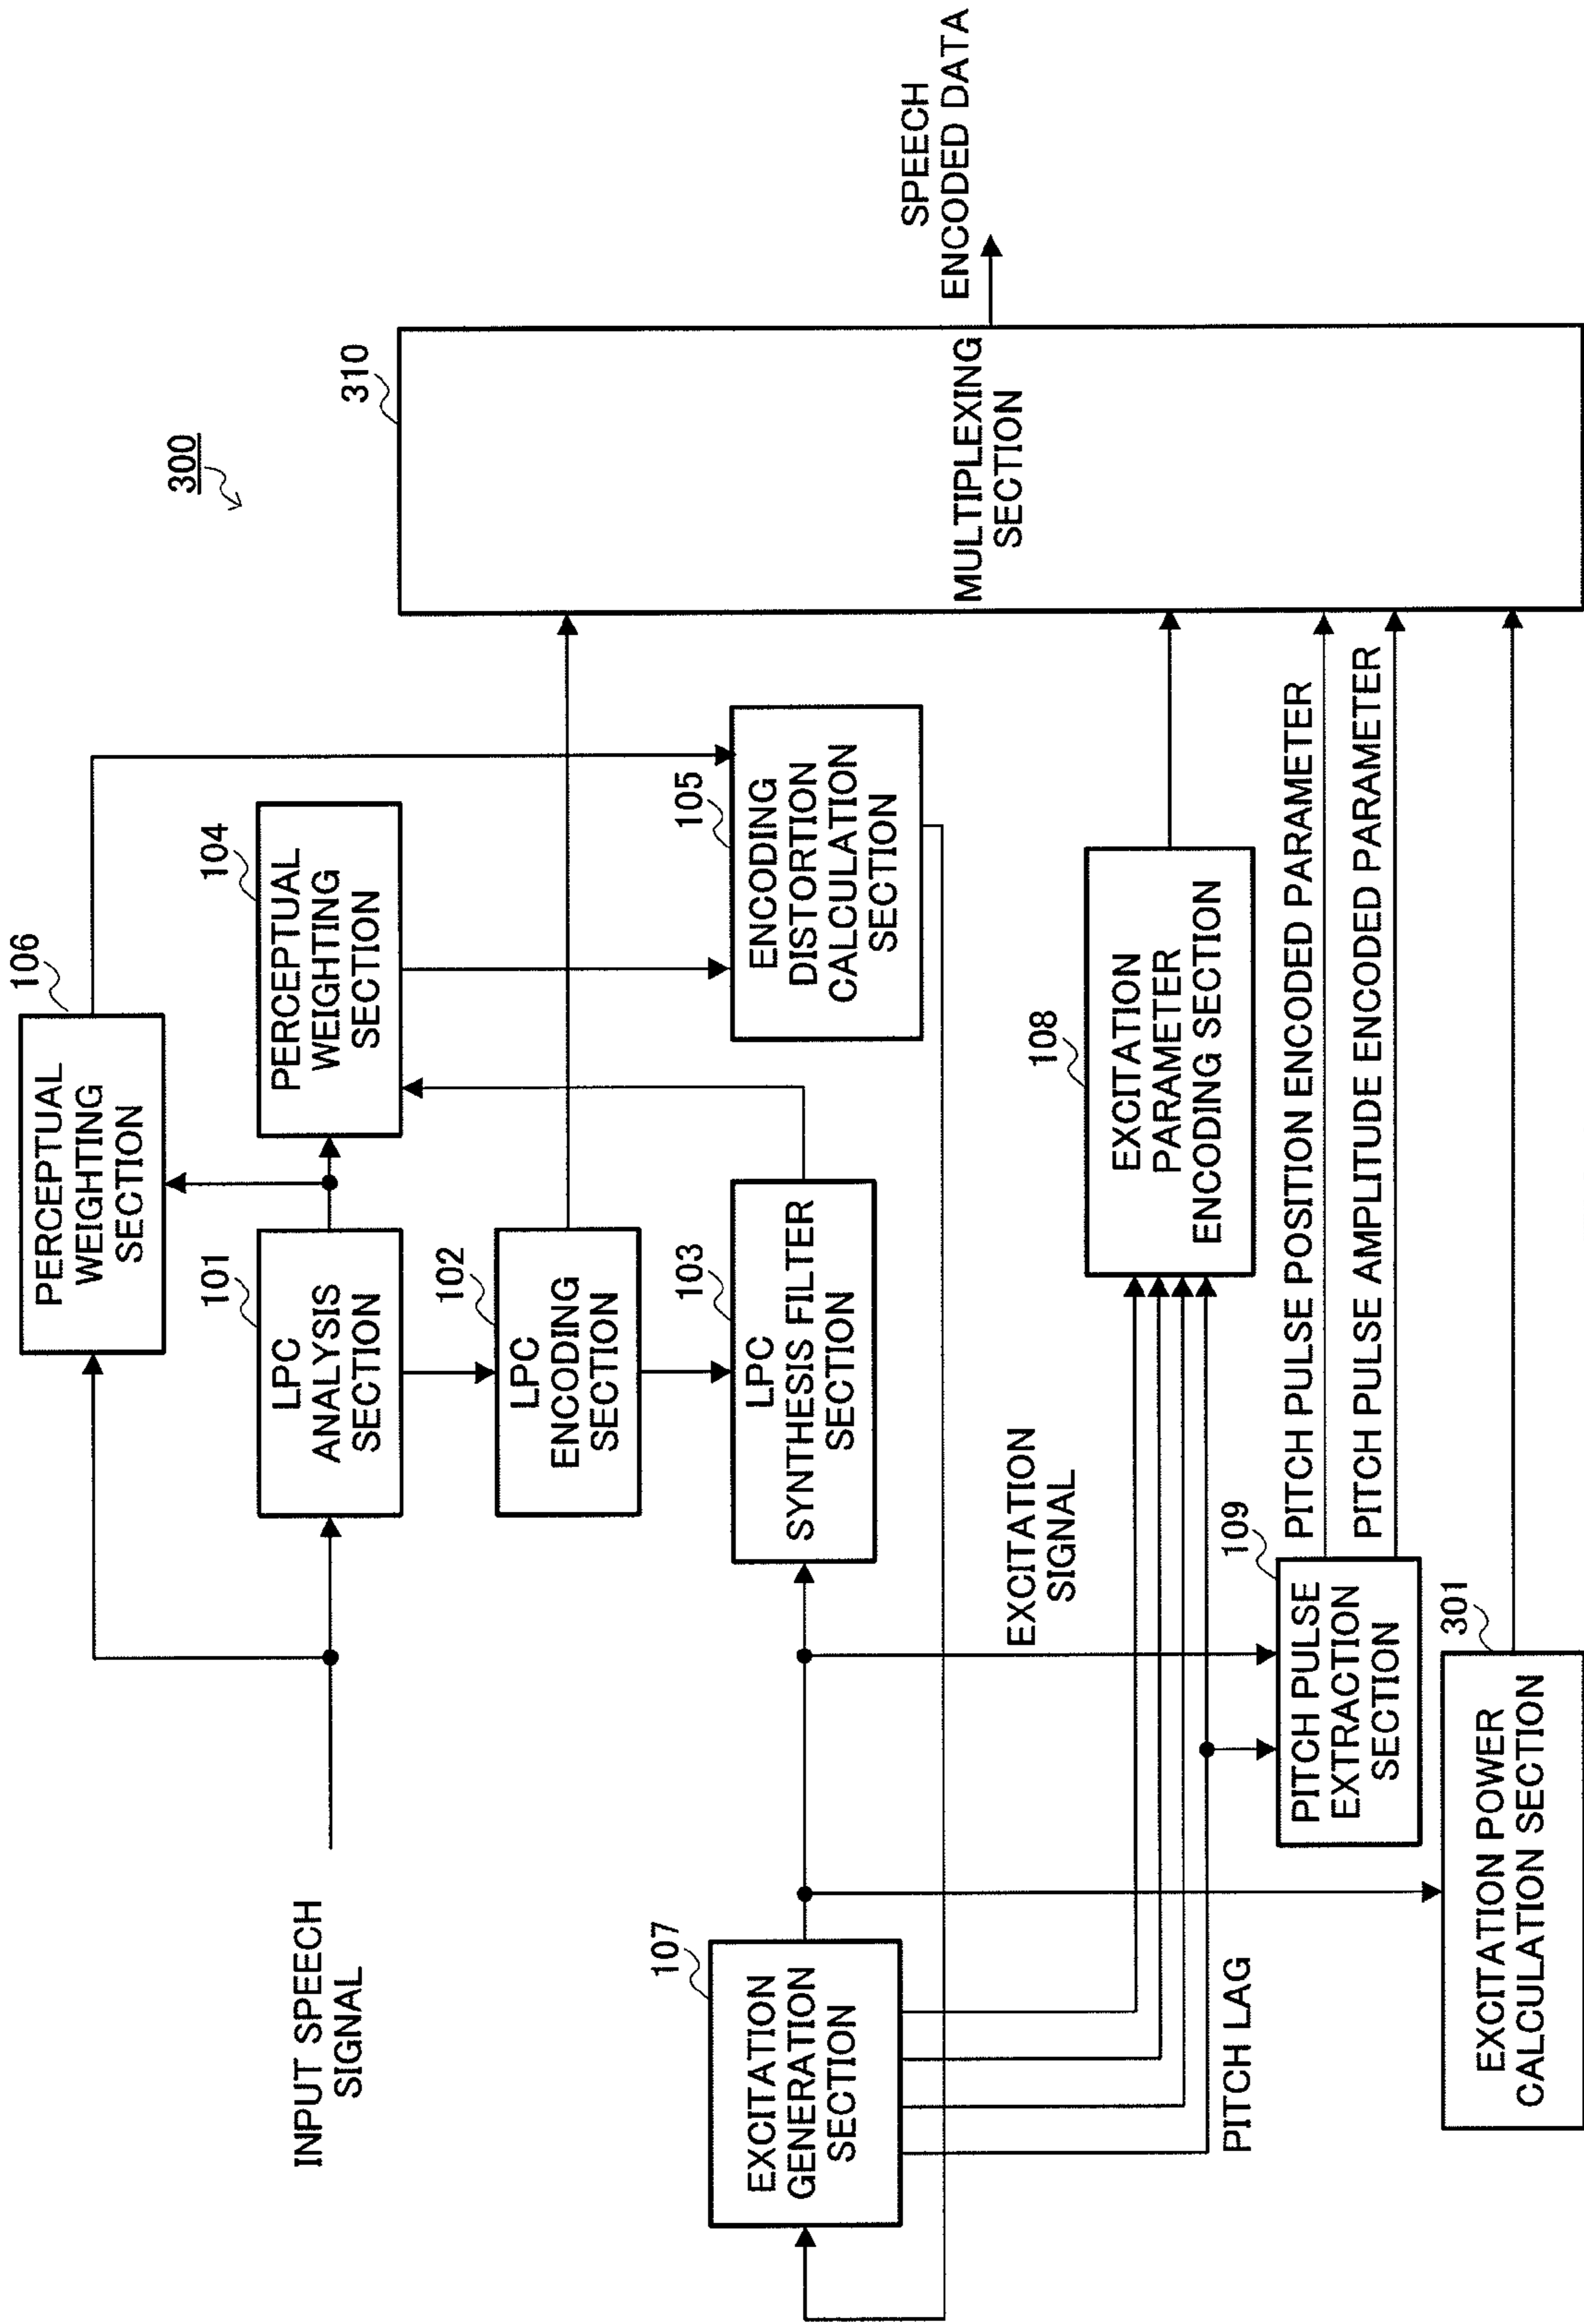 300
INPUT SPEECH
SIGNAL
106
PERCEPTUAL
WEIGHTING
SECTION
101
LPC
ANALYSIS
SECTION
104
PERCEPTUAL
WEIGHTING
SECTION
102
LPC
ENCODING
SECTION
103
LPC
SYNTHESIS FILTER
SECTION
105
ENCODING
DISTORTION
CALCULATION
SECTION
107
EXCITATION
GENERATION
SECTION
EXCITATION
SIGNAL
PITCH LAG
108
EXCITATION
PARAMETER
ENCODING SECTION
109
PITCH PULSE
EXTRACTION
SECTION
PITCH PULSE POSITION ENCODED PARAMETER
PITCH PULSE AMPLITUDE ENCODED PARAMETER
301
EXCITATION POWER
CALCULATION SECTION
310
MULTIPLEXING
SECTION
SPEECH
ENCODED DATA